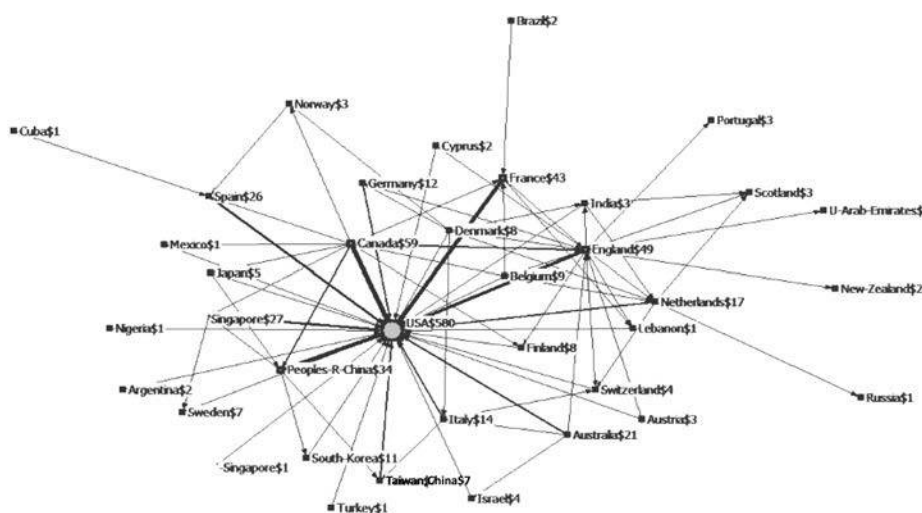 Brazil$2
Norway$3
Portugal$3
Cuba$1
Cyprus$2
France$43
Germany$12
Scotland$3
Spain$26
India$3
U-Arab-Emirates$
Denmark$8
Mexico$1
Canada$59
England$49
Japan$5
Belgium$9
New-Zealand$2
Netherlands$17
Singapore$27
USA$580
Nigeria$1
Lebanon$1
Finland$8
Peoples-R-China$34
Argentina$2
Switzerland$4
Russia$1
Sweden$7
Italy$14
Austria$3
Australia$21
South-Korea$11
Singapore$1
Taiwan,China$7
Israel$4
Turkey$1